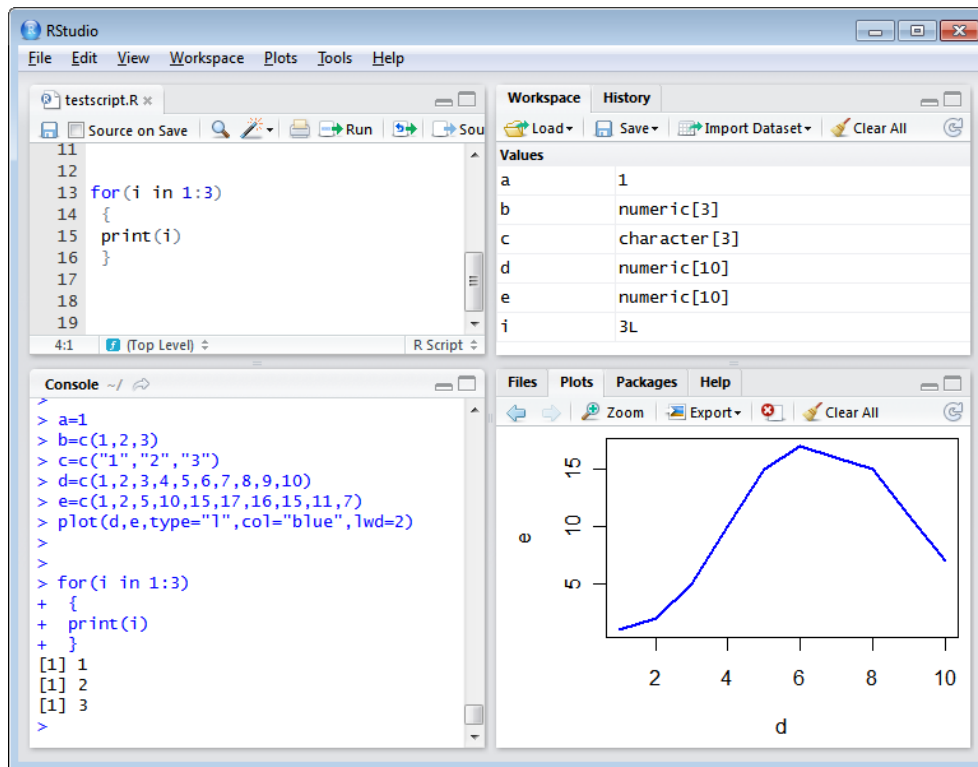 RStudio
File Edit View Workspace Plots Tools Help
testscript.R
Source on Save Run Sou
11
12
13 for(i in 1:3)
14 {
15 print(i)
16 }
17
18
19
4:1 (Top Level) R Script
Workspace History
Load Save Import Dataset Clear All
Values
a 1
b numeric[3]
c character[3]
d numeric[10]
e numeric[10]
i 3L
Console ~/
>
> a=1
> b=c(1,2,3)
> c=c("1","2","3")
> d=c(1,2,3,4,5,6,7,8,9,10)
> e=c(1,2,5,10,15,17,16,15,11,7)
> plot(d,e,type="l",col="blue",lwd=2)
>
>
> for(i in 1:3)
+ {
+ print(i)
+ }
[1] 1
[1] 2
[1] 3
>
Files Plots Packages Help
Zoom Export Clear All
15
10
5
e
2 4 6 8 10
d